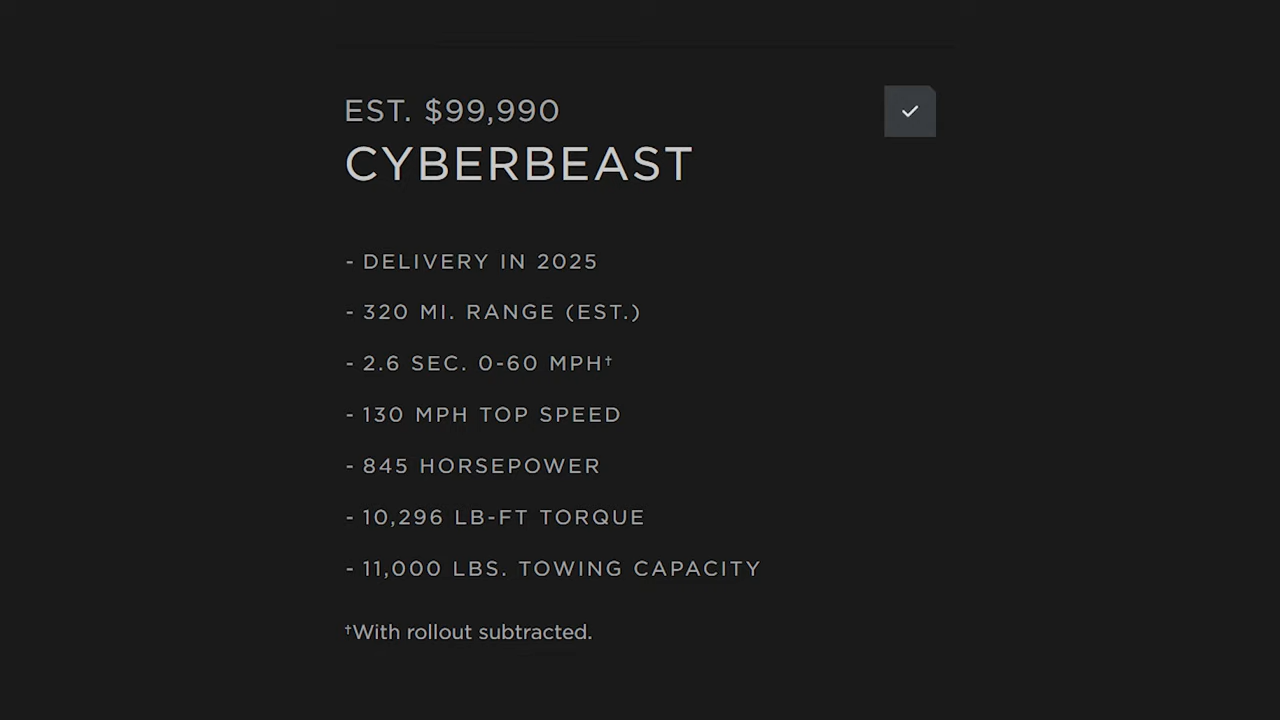 EST. $99,990
CYBERBEAST
- DELIVERY IN 2025
- 320 MI. RANGE (EST.)
- 2.6 SEC. 0-60 MPH†
- 130 MPH TOP SPEED
- 845 HORSEPOWER
- 10,296 LB-FT TORQUE
- 11,000 LBS. TOWING CAPACITY
†With rollout subtracted.